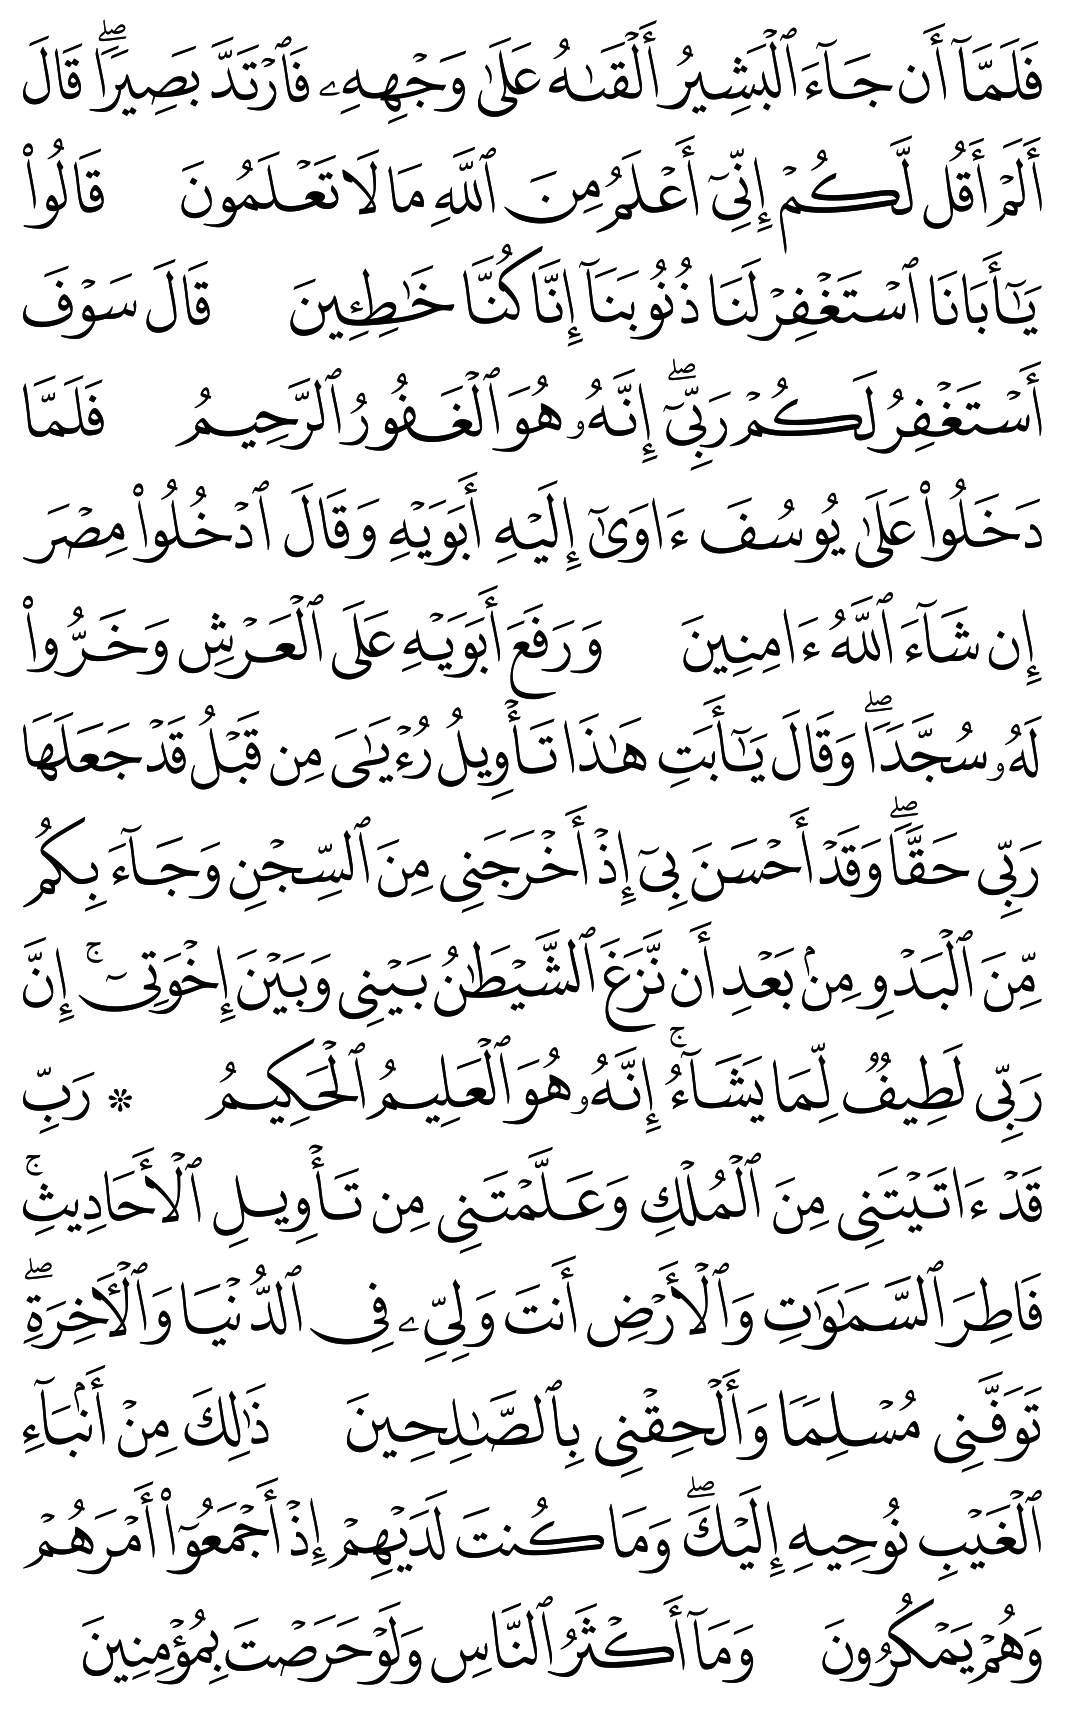 فَلَمَّآ أَن جَآءَ ٱلْبَشِيرُ أَلْقَىٰهُ عَلَىٰ وَجْهِهِۦ فَٱرْتَدَّ بَصِيرًاۖ قَالَ
أَلَمْ أَقُل لَّكُمْ إِنِّىٓ أَعْلَمُ مِنَ ٱللَّهِ مَا لَا تَعْلَمُونَ قَالُوا۟
يَـٰٓأَبَانَا ٱسْتَغْفِرْ لَنَا ذُنُوبَنَآ إِنَّا كُنَّا خَـٰطِـِٔينَ قَالَ سَوْفَ
أَسْتَغْفِرُ لَكُمْ رَبِّىٓۖ إِنَّهُۥ هُوَ ٱلْغَفُورُ ٱلرَّحِيمُ فَلَمَّا
دَخَلُوا۟ عَلَىٰ يُوسُفَ ءَاوَىٰٓ إِلَيْهِ أَبَوَيْهِ وَقَالَ ٱدْخُلُوا۟ مِصْرَ
إِن شَآءَ ٱللَّهُ ءَامِنِينَ وَرَفَعَ أَبَوَيْهِ عَلَى ٱلْعَرْشِ وَخَرُّوا۟
لَهُۥ سُجَّدًاۖ وَقَالَ يَـٰٓأَبَتِ هَـٰذَا تَأْوِيلُ رُءْيَـٰىَ مِن قَبْلُ قَدْ جَعَلَهَا
رَبِّى حَقًّاۖ وَقَدْ أَحْسَنَ بِىٓ إِذْ أَخْرَجَنِى مِنَ ٱلسِّجْنِ وَجَآءَ بِكُم
مِّنَ ٱلْبَدْوِ مِنۢ بَعْدِ أَن نَّزَغَ ٱلشَّيْطَـٰنُ بَيْنِى وَبَيْنَ إِخْوَتِىٓۚ إِنَّ
رَبِّى لَطِيفٌ لِّمَا يَشَآءُۚ إِنَّهُۥ هُوَ ٱلْعَلِيمُ ٱلْحَكِيمُ * رَبِّ
قَدْ ءَاتَيْتَنِى مِنَ ٱلْمُلْكِ وَعَلَّمْتَنِى مِن تَأْوِيلِ ٱلْأَحَادِيثِۚ
فَاطِرَ ٱلسَّمَـٰوَٰتِ وَٱلْأَرْضِ أَنتَ وَلِىِّۦ فِى ٱلدُّنْيَا وَٱلْـَٔاخِرَةِۖ
تَوَفَّنِى مُسْلِمًا وَأَلْحِقْنِى بِٱلصَّـٰلِحِينَ ذَٰلِكَ مِنْ أَنۢبَآءِ
ٱلْغَيْبِ نُوحِيهِ إِلَيْكَۖ وَمَا كُنتَ لَدَيْهِمْ إِذْ أَجْمَعُوٓا۟ أَمْرَهُمْ
وَهُمْ يَمْكُرُونَ وَمَآ أَكْثَرُ ٱلنَّاسِ وَلَوْ حَرَصْتَ بِمُؤْمِنِينَ